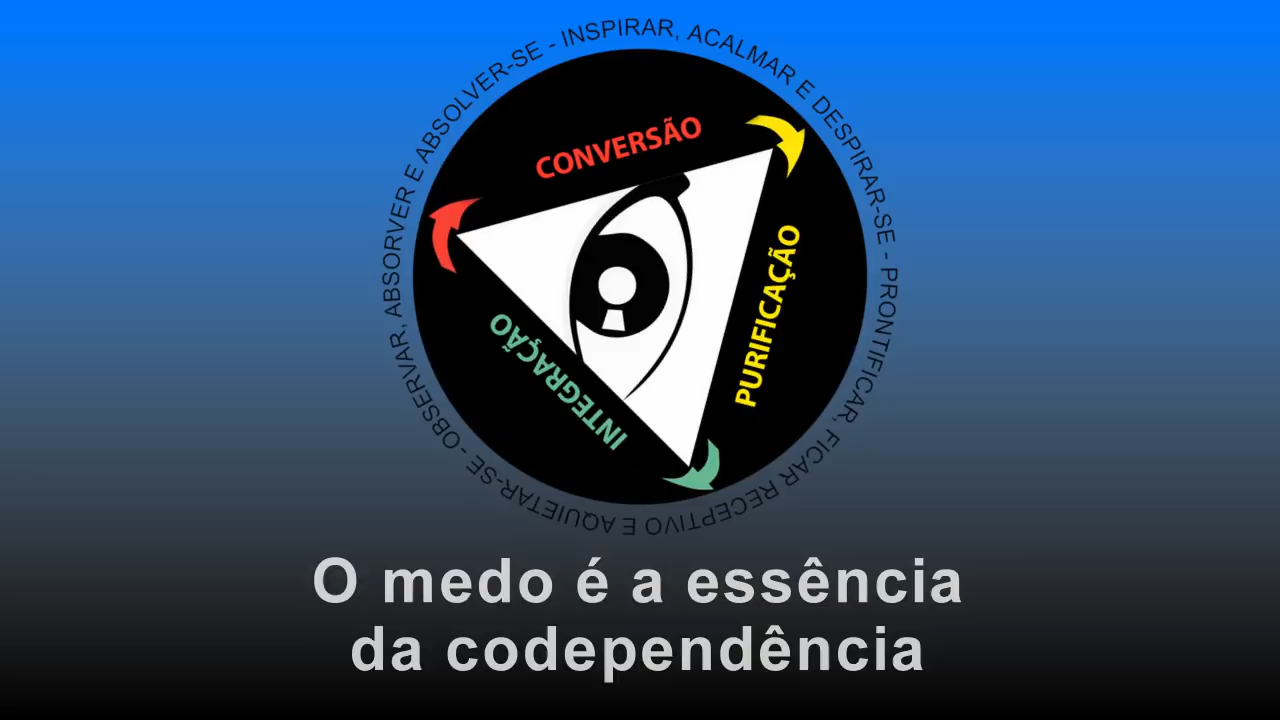 OBSERVAR, ABSORVER E ABSOLVER-SE - INSPIRAR, ACALMAR E DESPIRAR-SE - PRONTIFICAR, FICAR RECEPTIVO E AQUIETAR-SE -
CONVERSÃO
PURIFICAÇÃO
INTEGRAÇÃO
O medo é a essência
da codependência